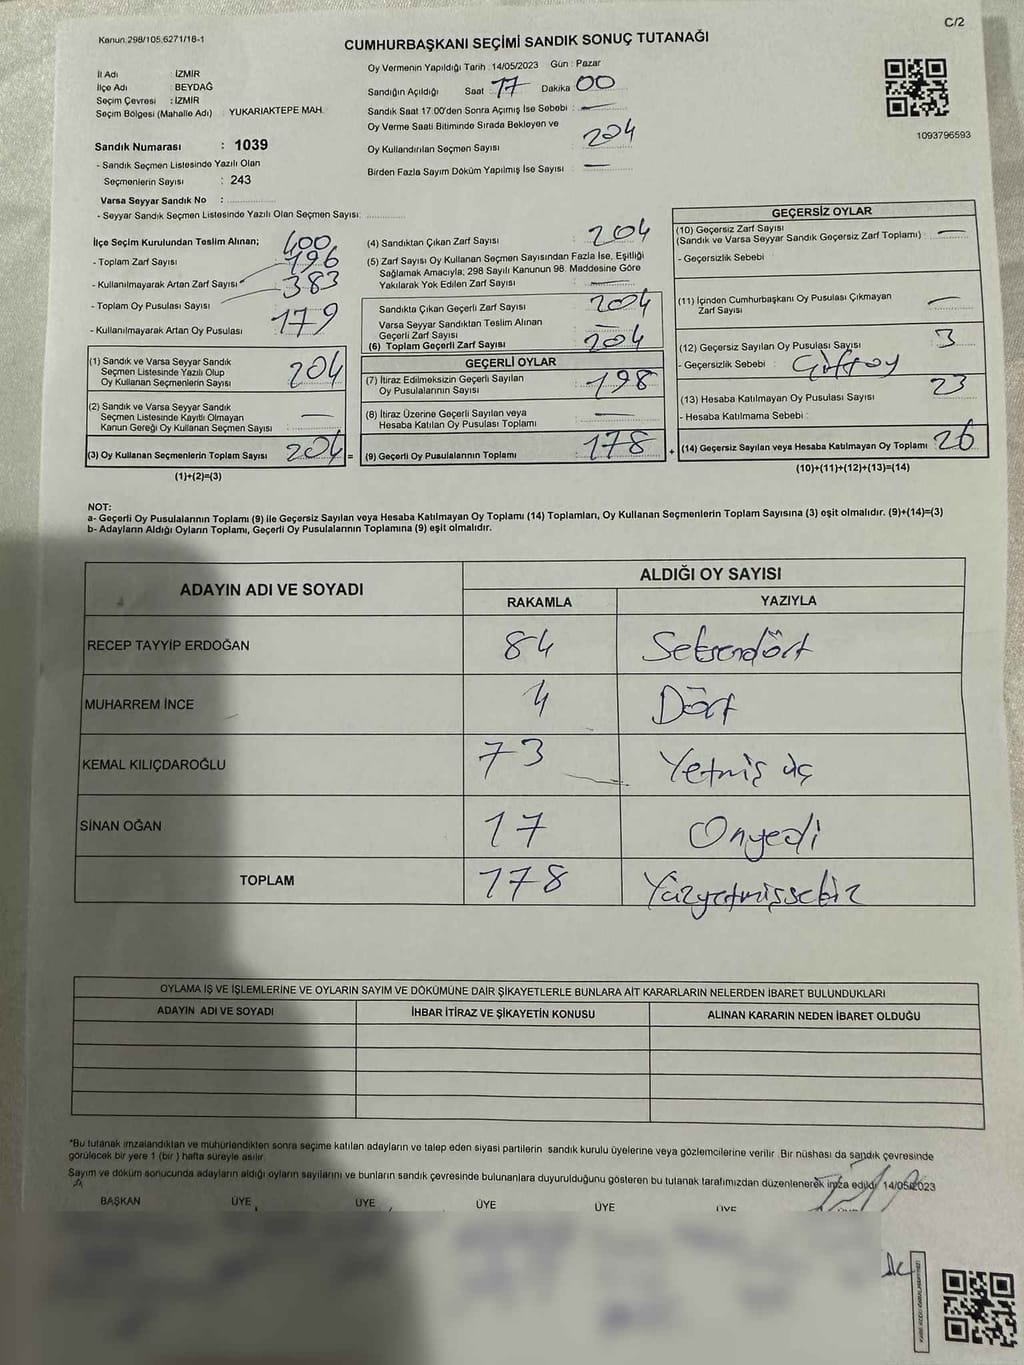 Kanun 298/105,6271/18-1
C/2
CUMHURBAŞKANI SEÇİMİ SANDIK SONUÇ TUTANAĞI
İl Adı : İZMİR
İlçe Adı : BEYDAĞ
Seçim Çevresi : İZMİR
Seçim Bölgesi (Mahalle Adı) : YUKARIAKTEPE MAH.
Oy Vermenin Yapıldığı Tarih : 14/05/2023 Gün : Pazar
Sandığın Açıldığı Saat : 17 Dakika : 00
Sandık Saat 17:00'den Sonra Açımış İse Sebebi : —
Oy Verme Saati Bitiminde Sırada Bekleyen ve
Oy Kullandırılan Seçmen Sayısı : 204
Birden Fazla Sayım Döküm Yapılmış İse Sayısı : —
1093796593
Sandık Numarası : 1039
- Sandık Seçmen Listesinde Yazılı Olan
Seçmenlerin Sayısı : 243
Varsa Seyyar Sandık No :
- Seyyar Sandık Seçmen Listesinde Yazılı Olan Seçmen Sayısı:
İlçe Seçim Kurulundan Teslim Alınan;
- Toplam Zarf Sayısı 400
- Kullanılmayarak Artan Zarf Sayısı 196
- Toplam Oy Pusulası Sayısı 383
- Kullanılmayarak Artan Oy Pusulası 179
(1) Sandık ve Varsa Seyyar Sandık
Seçmen Listesinde Yazılı Olup
Oy Kullanan Seçmenlerin Sayısı : 204
(2) Sandık ve Varsa Seyyar Sandık
Seçmen Listesinde Kayıtlı Olmayan
Kanun Gereği Oy Kullanan Seçmen Sayısı : —
(3) Oy Kullanan Seçmenlerin Toplam Sayısı : 204 =
(1)+(2)=(3)
(4) Sandıktan Çıkan Zarf Sayısı : 204
(5) Zarf Sayısı Oy Kullanan Seçmen Sayısından Fazla İse, Eşitliği
Sağlamak Amacıyla; 298 Sayılı Kanunun 98. Maddesine Göre
Yakılarak Yok Edilen Zarf Sayısı : —
Sandıkta Çıkan Geçerli Zarf Sayısı : 204
Varsa Seyyar Sandıktan Teslim Alınan
Geçerli Zarf Sayısı : —
(6) Toplam Geçerli Zarf Sayısı : 204
GEÇERLİ OYLAR
(7) İtiraz Edilmeksizin Geçerli Sayılan
Oy Pusulalarının Sayısı : 198
(8) İtiraz Üzerine Geçerli Sayılan veya
Hesaba Katılan Oy Pusulası Toplamı : —
(9) Geçerli Oy Pusulalarının Toplamı : 178 +
GEÇERSİZ OYLAR
(10) Geçersiz Zarf Sayısı
(Sandık ve Varsa Seyyar Sandık Geçersiz Zarf Toplamı) : —
- Geçersizlik Sebebi
(11) İçinden Cumhurbaşkanı Oy Pusulası Çıkmayan
Zarf Sayısı : —
(12) Geçersiz Sayılan Oy Pusulası Sayısı : 3
- Geçersizlik Sebebi : Çiftoy
(13) Hesaba Katılmayan Oy Pusulası Sayısı : 23
- Hesaba Katılmama Sebebi :
(14) Geçersiz Sayılan veya Hesaba Katılmayan Oy Toplamı : 26
(10)+(11)+(12)+(13)=(14)
NOT:
a- Geçerli Oy Pusulalarının Toplamı (9) ile Geçersiz Sayılan veya Hesaba Katılmayan Oy Toplamı (14) Toplamları, Oy Kullanan Seçmenlerin Toplam Sayısına (3) eşit olmalıdır. (9)+(14)=(3)
b- Adayların Aldığı Oyların Toplamı, Geçerli Oy Pusulalarının Toplamına (9) eşit olmalıdır.
ADAYIN ADI VE SOYADI
ALDIĞI OY SAYISI
RAKAMLA YAZIYLA
RECEP TAYYİP ERDOĞAN 84 Seksendört
MUHARREM İNCE 4 Dört
KEMAL KILIÇDAROĞLU 73 Yetmiş üç
SİNAN OĞAN 17 Onyedi
TOPLAM 178 Yüzyetmişsekiz
OYLAMA İŞ VE İŞLEMLERİNE VE OYLARIN SAYIM VE DÖKÜMÜNE DAİR ŞİKAYETLERLE BUNLARA AİT KARARLARIN NELERDEN İBARET BULUNDUKLARI
ADAYIN ADI VE SOYADI İHBAR İTİRAZ VE ŞİKAYETİN KONUSU ALINAN KARARIN NEDEN İBARET OLDUĞU
*Bu tutanak imzalandıktan ve mühürlendikten sonra seçime katılan adayların ve talep eden siyasi partilerin sandık kurulu üyelerine veya gözlemcilerine verilir. Bir nüshası da sandık çevresinde
görülecek bir yere 1 (bir) hafta süreyle asılır.
Sayım ve döküm sonucunda adayların aldığı oyların sayılarını ve bunların sandık çevresinde bulunanlara duyurulduğunu gösteren bu tutanak tarafımızdan düzenlenerek imza edildi. 14/05/2023
BAŞKAN ÜYE ÜYE ÜYE ÜYE ÜYE ÜYE